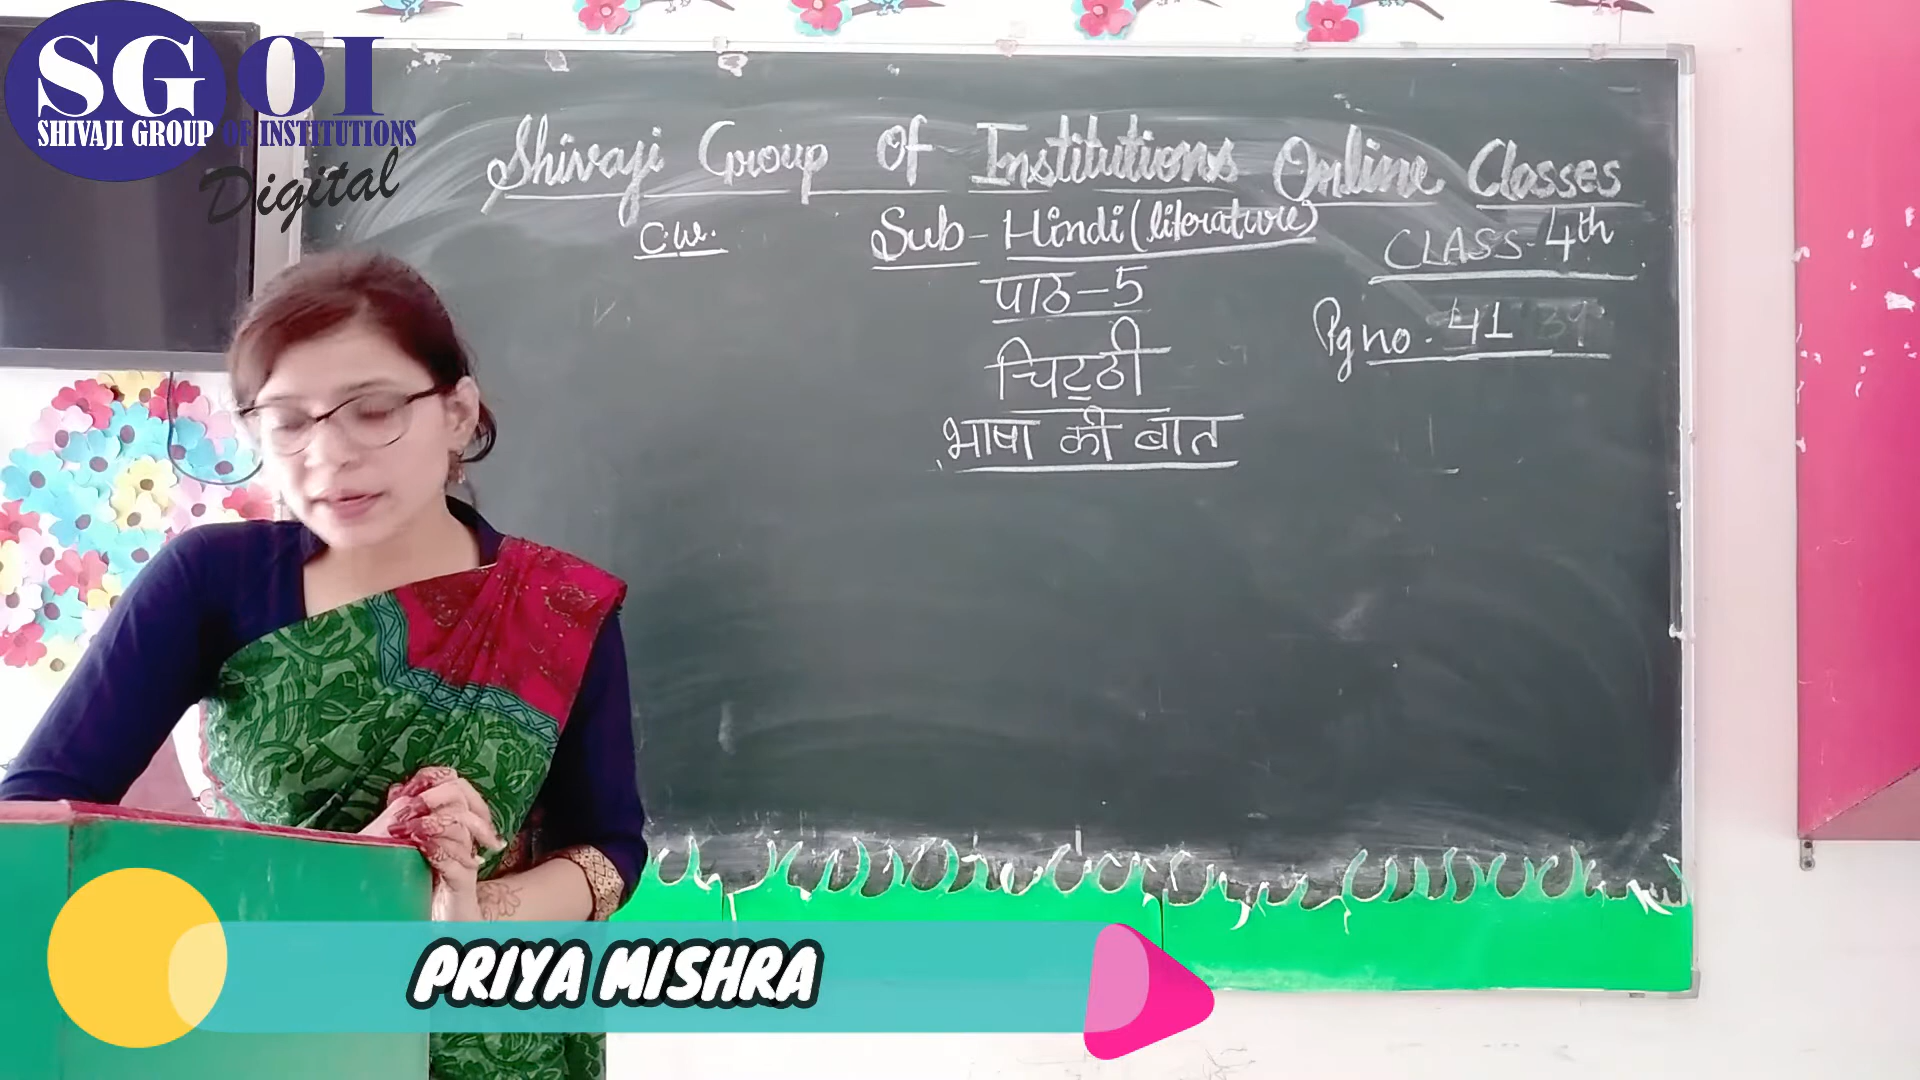 SGOI
SHIVAJI GROUP OF INSTITUTIONS
Digital
Shivaji Group Of Institutions Online Classes
C.W.
Sub - Hindi (literature)
CLASS - 4th
पाठ - 5
Pg no. 41 39
चिट्ठी
भाषा की बात
PRIYA MISHRA